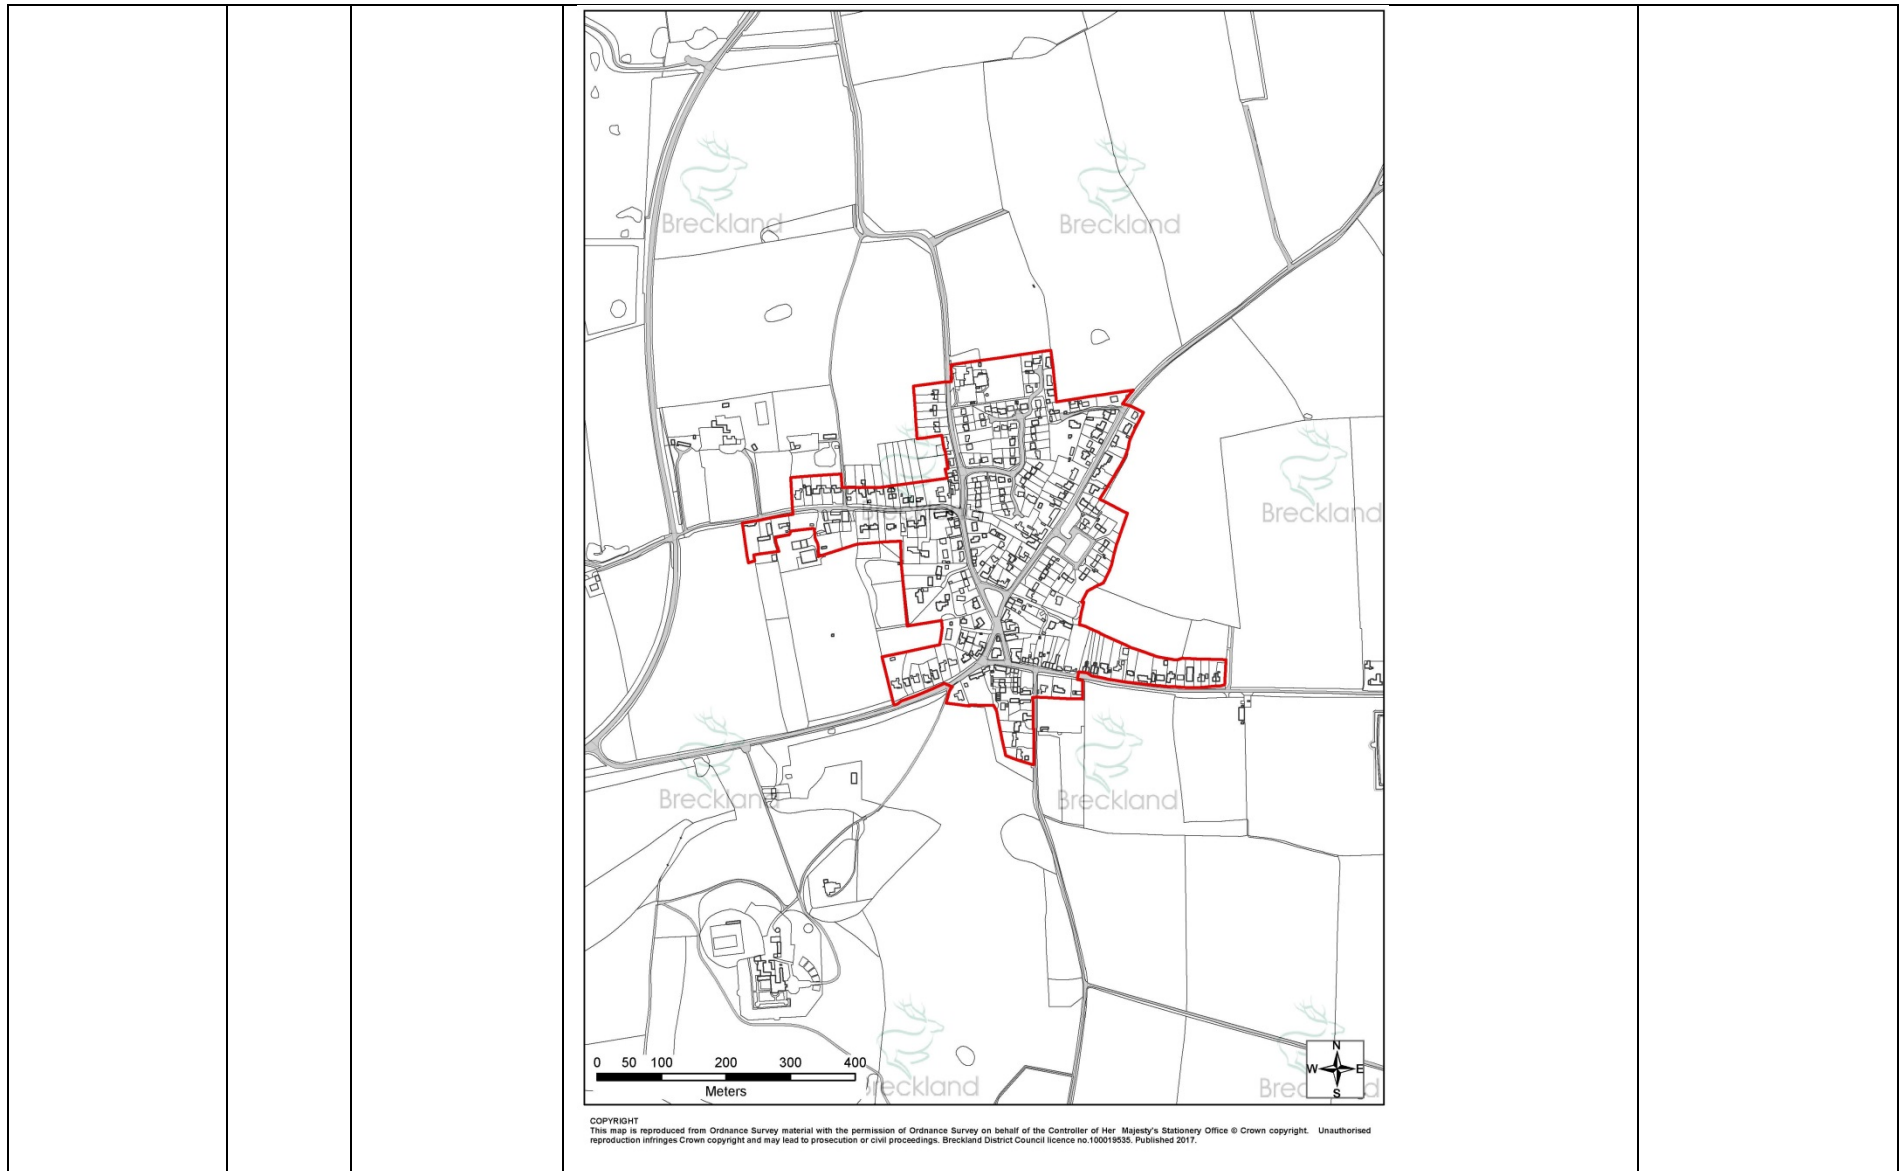 Breckland
Breckland
Breckland
Breckland
Breckland
Breckland
0 50 100 200 300 400
Meters
Breckland
Breckland
N
W E
S
COPYRIGHT
This map is reproduced from Ordnance Survey material with the permission of Ordnance Survey on behalf of the Controller of Her Majesty's Stationery Office © Crown copyright. Unauthorised
reproduction infringes Crown copyright and may lead to prosecution or civil proceedings. Breckland District Council licence no.100019535. Published 2017.